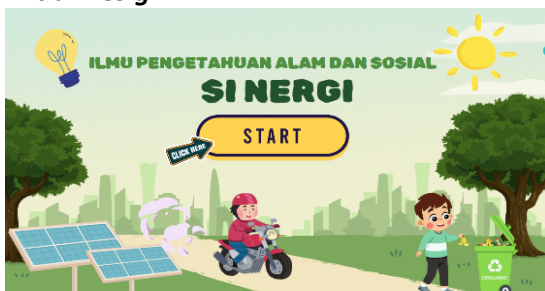 ILMU PENGETAHUAN ALAM DAN SOSIAL
SI NERGI
START
CLICK HERE
ORGANIC